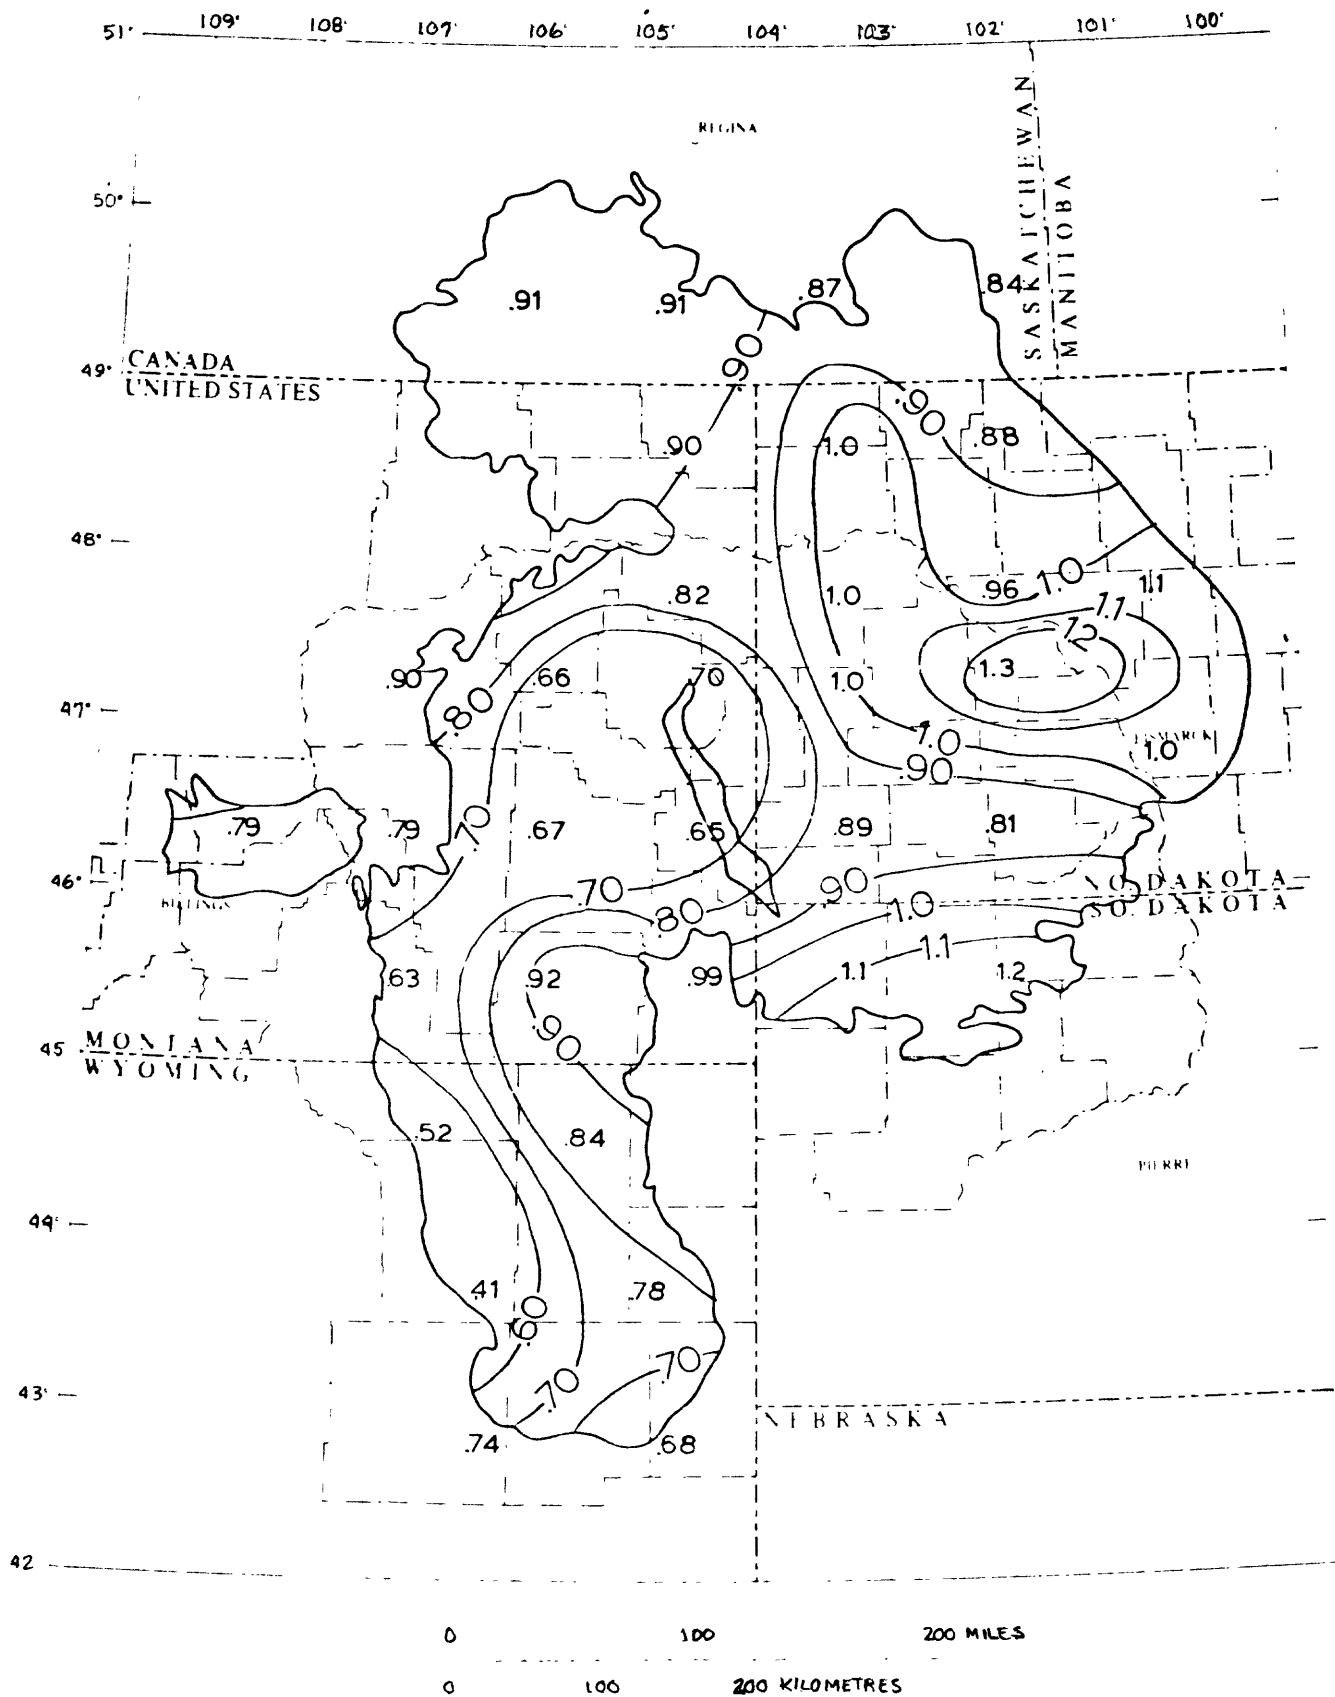 109° 108° 107° 106° 105° 104° 103° 102° 101° 100°
51°
REGINA
SASKATCHEWAN
MANITOBA
50°
.91 .91 .87 .84
.90
CANADA
49°
UNITED STATES
.90
.90 1.0 .88
48°
1.0
.82 1.0 .96 1.1
1.1
1.2
.90 .66 .70 1.0 1.3
47°
.80
1.0 BISMARCK
1.0
.90
.70
.79 .79 .67 .65 .89 .81
46°
.70 .90
NO. DAKOTA
BILLINGS
.80 1.0 SO. DAKOTA
1.1
.63 .92 .99 1.1 1.2
.90
45
MONTANA
WYOMING
.52 .84
PIERRE
44°
.41 .78
.60
.70
43°
.70
NEBRASKA
.74 .68
42
0 100 200 MILES
0 100 200 KILOMETRES